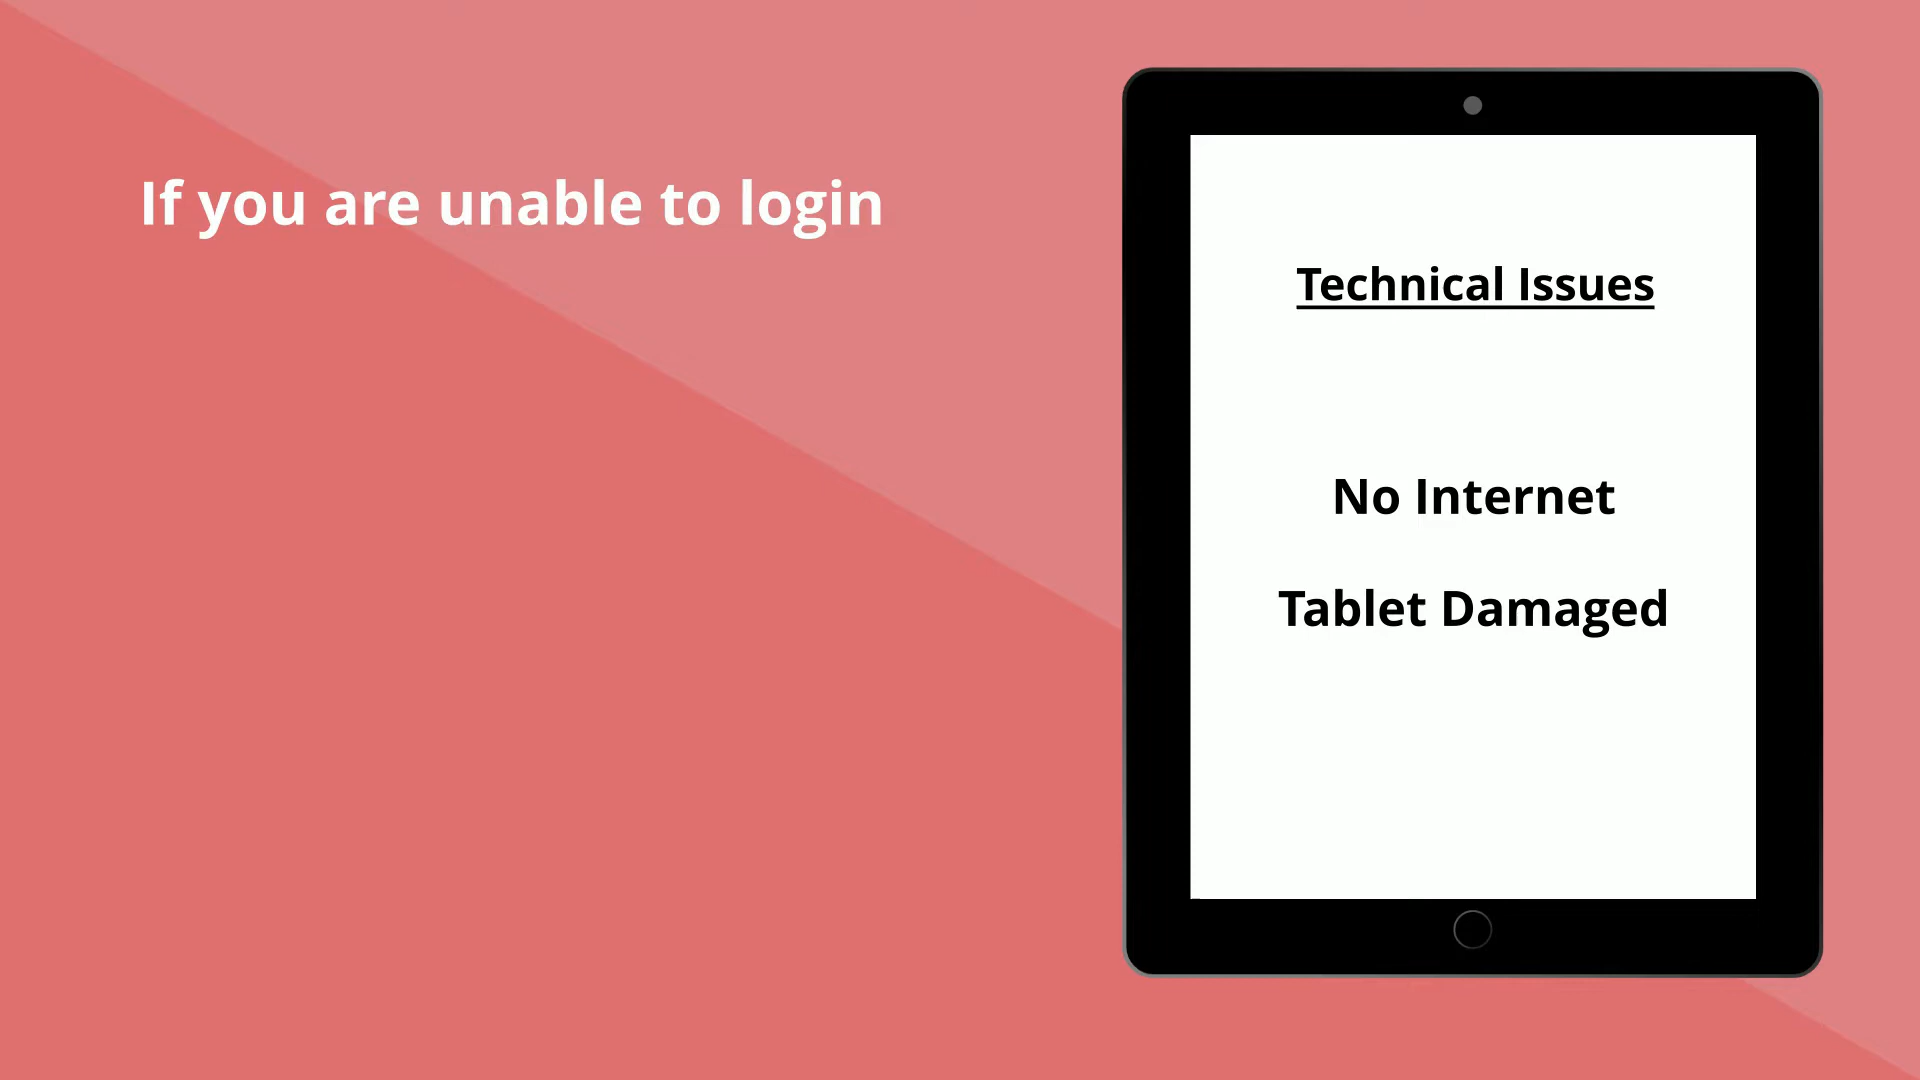 If you are unable to login
Technical Issues
No Internet
Tablet Damaged